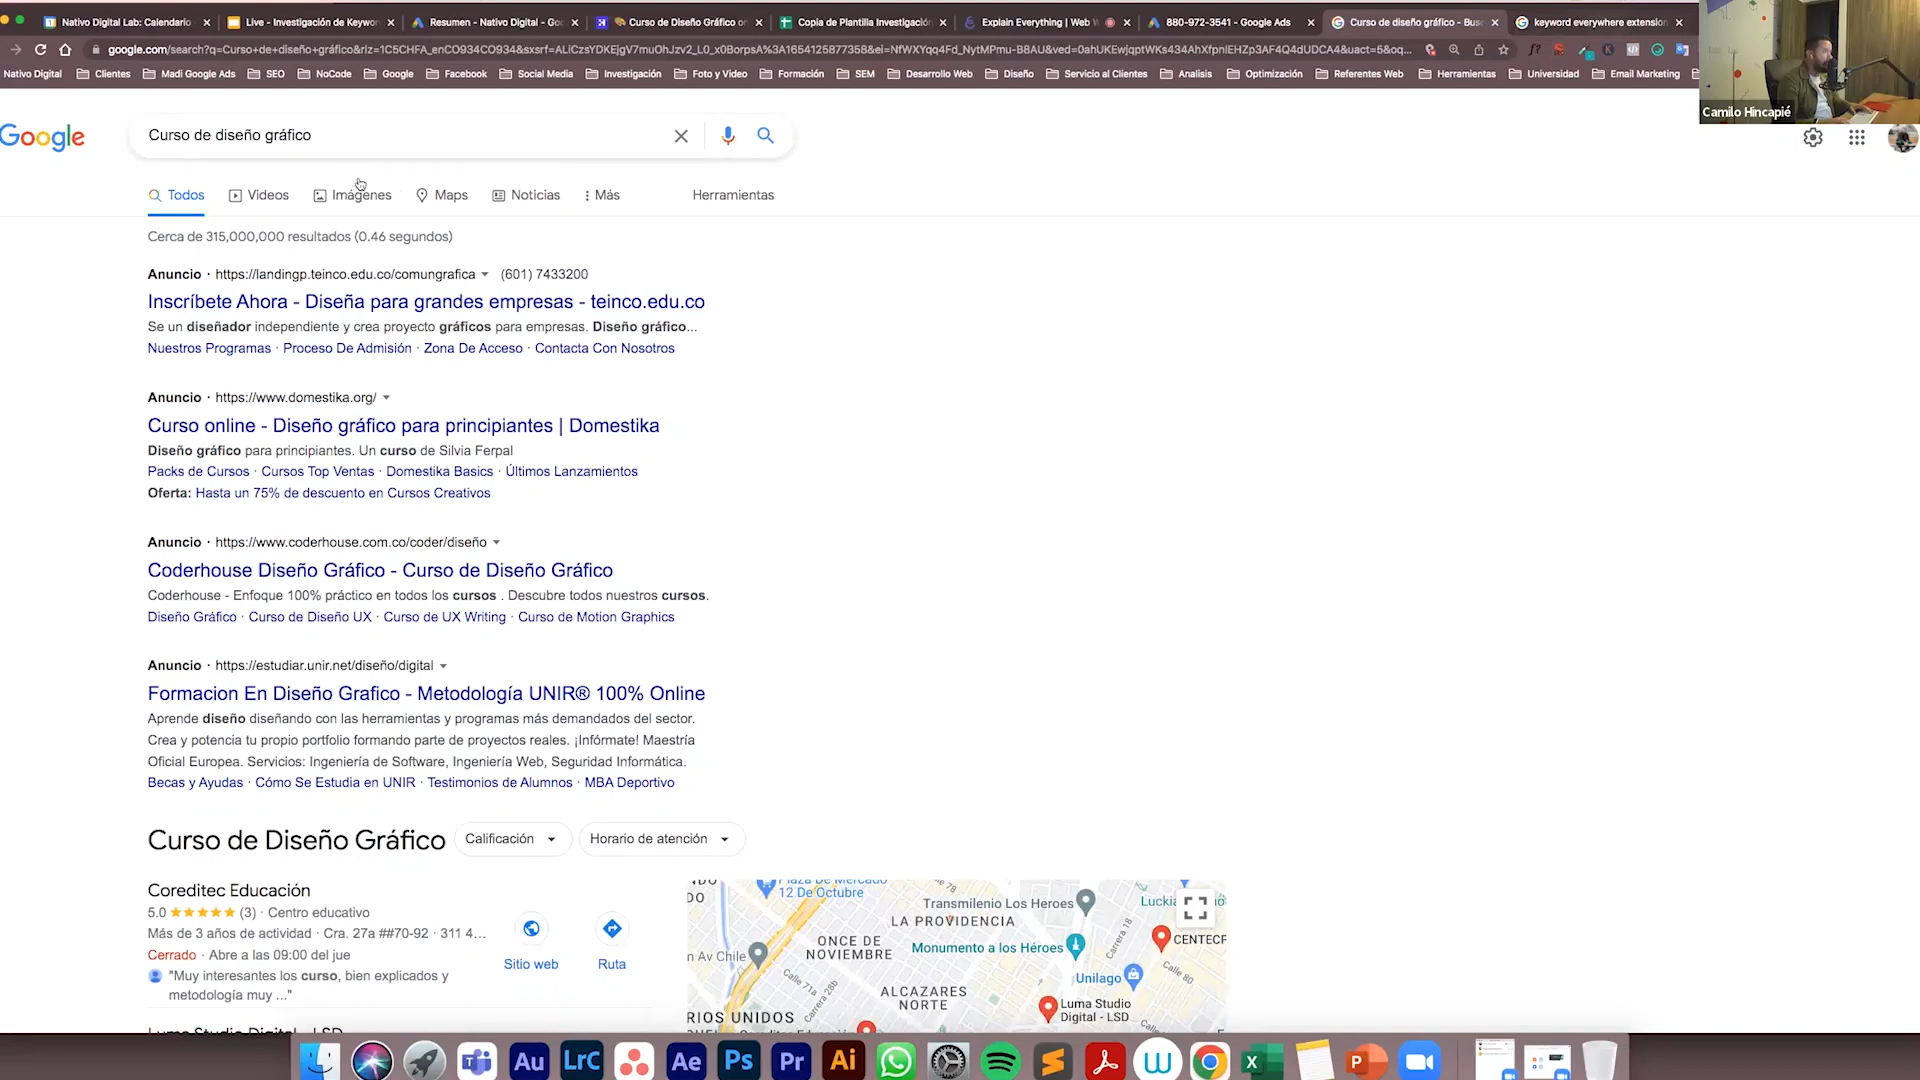 Nativo Digital Lab: Calendario
Live - Investigación de Keywor
Resumen - Nativo Digital - Goo
Curso de Diseño Gráfico on
Copia de Plantilla Investigación
Explain Everything | Web W
880-972-3541 - Google Ads
Curso de diseño gráfico - Bus
keyword everywhere extension
Nativo Digital
Clientes
Madi Google Ads
SEO
NoCode
Google
Facebook
Social Media
Investigación
Foto y Video
Formación
SEM
Desarrollo Web
Diseño
Servicio al Clientes
Analisis
Optimización
Referentes Web
Herramientas
Universidad
Email Marketing
Camilo Hincapié
Google
Curso de diseño gráfico
Todos
Videos
Imágenes
Maps
Noticias
Más
Herramientas
Cerca de 315,000,000 resultados (0.46 segundos)
Anuncio · https://landingp.teinco.edu.co/comungrafica (601) 7433200
Inscríbete Ahora - Diseña para grandes empresas - teinco.edu.co
Se un diseñador independiente y crea proyecto gráficos para empresas. Diseño gráfico...
Nuestros Programas · Proceso De Admisión · Zona De Acceso · Contacta Con Nosotros
Anuncio · https://www.domestika.org/
Curso online - Diseño gráfico para principiantes | Domestika
Diseño gráfico para principiantes. Un curso de Silvia Ferpal
Packs de Cursos · Cursos Top Ventas · Domestika Basics · Últimos Lanzamientos
Oferta: Hasta un 75% de descuento en Cursos Creativos
Anuncio · https://www.coderhouse.com.co/coder/diseño
Coderhouse Diseño Gráfico - Curso de Diseño Gráfico
Coderhouse - Enfoque 100% práctico en todos los cursos . Descubre todos nuestros cursos.
Diseño Gráfico · Curso de Diseño UX · Curso de UX Writing · Curso de Motion Graphics
Anuncio · https://estudiar.unir.net/diseño/digital
Formacion En Diseño Grafico - Metodología UNIR® 100% Online
Aprende diseño diseñando con las herramientas y programas más demandados del sector.
Crea y potencia tu propio portfolio formando parte de proyectos reales. ¡Infórmate! Maestría
Oficial Europea. Servicios: Ingeniería de Software, Ingeniería Web, Seguridad Informática.
Becas y Ayudas · Cómo Se Estudia en UNIR · Testimonios de Alumnos · MBA Deportivo
Curso de Diseño Gráfico
Calificación
Horario de atención
Coreditec Educación
5.0 (3) · Centro educativo
Más de 3 años de actividad · Cra. 27a ##70-92 · 311 4...
Cerrado · Abre a las 09:00 del jue
"Muy interesantes los curso, bien explicados y
metodología muy ..."
Sitio web
Ruta
12 De Octubre
Transmilenio Los Heroes
LA PROVIDENCIA
ONCE DE
NOVIEMBRE
Monumento a los Héroes
CENTECF
Av Chile
Carrera 18
Calle 80
Calle 71a
Carrera 28b
Unilago
ALCAZARES
NORTE
Luma Studio
Digital - LSD
RIOS UNIDOS
Au
LrC
Ae
Ps
Pr
Ai